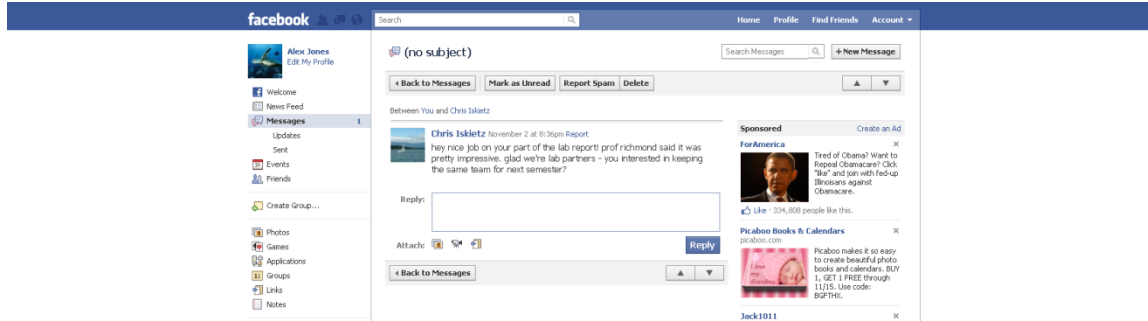 facebook
Search
Home Profile Find Friends Account
Alex Jones
Edit My Profile
Welcome
News Feed
Messages 1
Updates
Sent
Events
Friends
Create Group...
Photos
Games
Applications
Groups
Links
Notes
(no subject)
Search Messages
+ New Message
Back to Messages
Mark as Unread
Report Spam
Delete
Between You and Chris Iskietz
Chris Iskietz November 2 at 8:36pm Report
hey nice job on your part of the lab report! prof richmond said it was
pretty impressive. glad we're lab partners - you interested in keeping
the same team for next semester?
Reply:
Attach:
Reply
Back to Messages
Sponsored
Create an Ad
ForAmerica
Tired of Obama? Want to
Repeal Obamacare? Click
"like" and join with fed-up
Illinoisans against
Obamacare.
Like · 334,808 people like this.
Picaboo Books & Calendars
picaboo.com
I love
my
Grandma
Picaboo makes it so easy
to create beautiful photo
books and calendars. BUY
1, GET 1 FREE through
11/15. Use code:
BGFTHX.
Jack1011